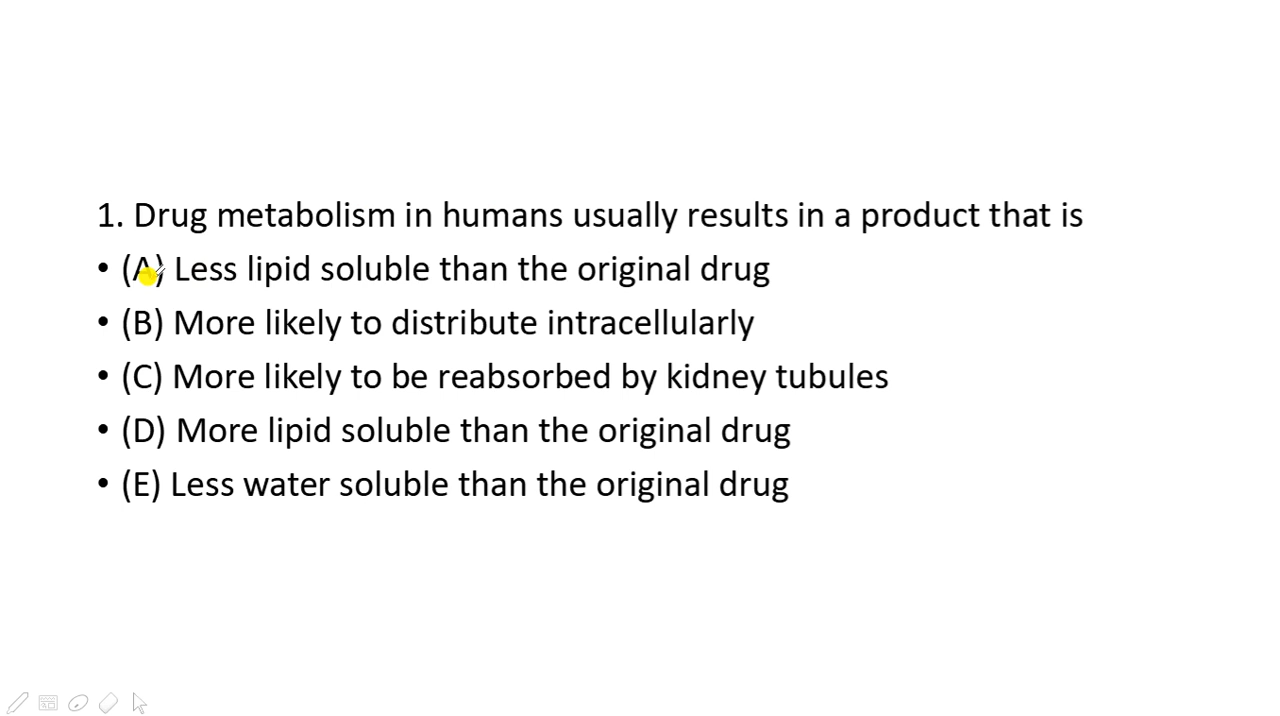 1. Drug metabolism in humans usually results in a product that is
• (A) Less lipid soluble than the original drug
• (B) More likely to distribute intracellularly
• (C) More likely to be reabsorbed by kidney tubules
• (D) More lipid soluble than the original drug
• (E) Less water soluble than the original drug